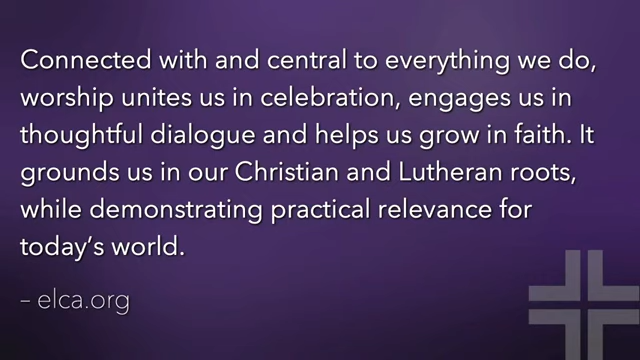 Connected with and central to everything we do,
worship unites us in celebration, engages us in
thoughtful dialogue and helps us grow in faith. It
grounds us in our Christian and Lutheran roots,
while demonstrating practical relevance for
today’s world.
– elca.org